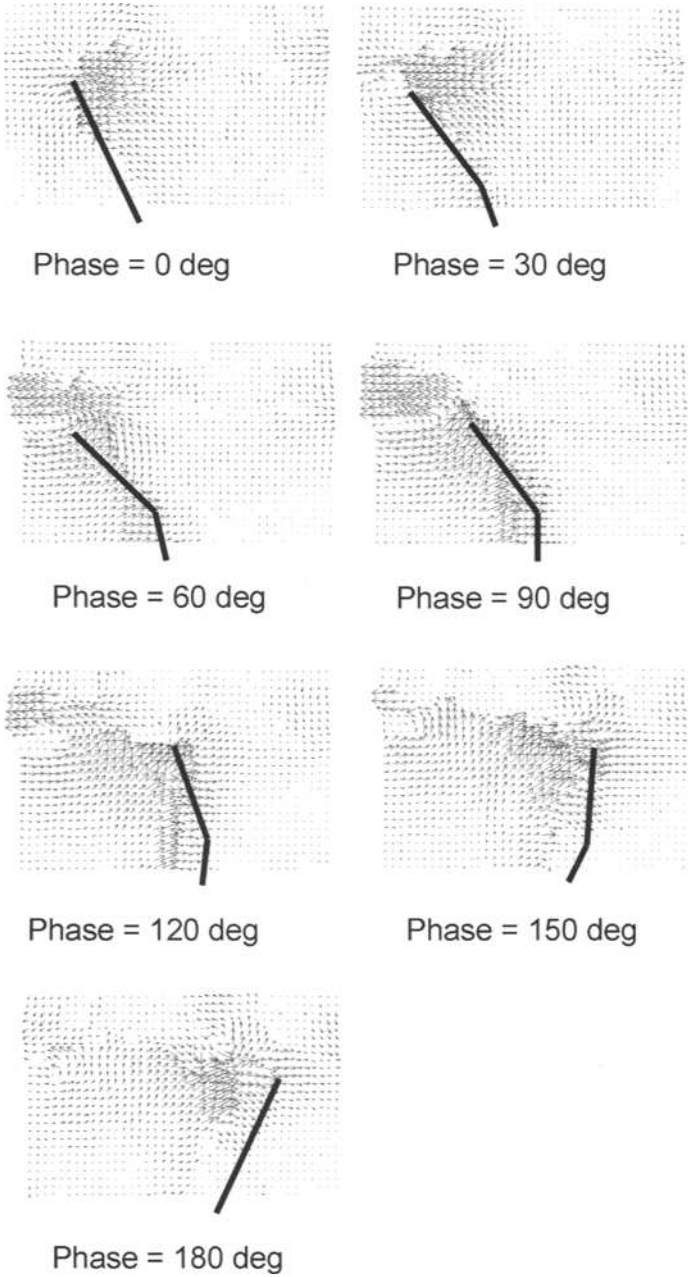 Phase = 0 deg
Phase = 30 deg
Phase = 60 deg
Phase = 90 deg
Phase = 120 deg
Phase = 150 deg
Phase = 180 deg